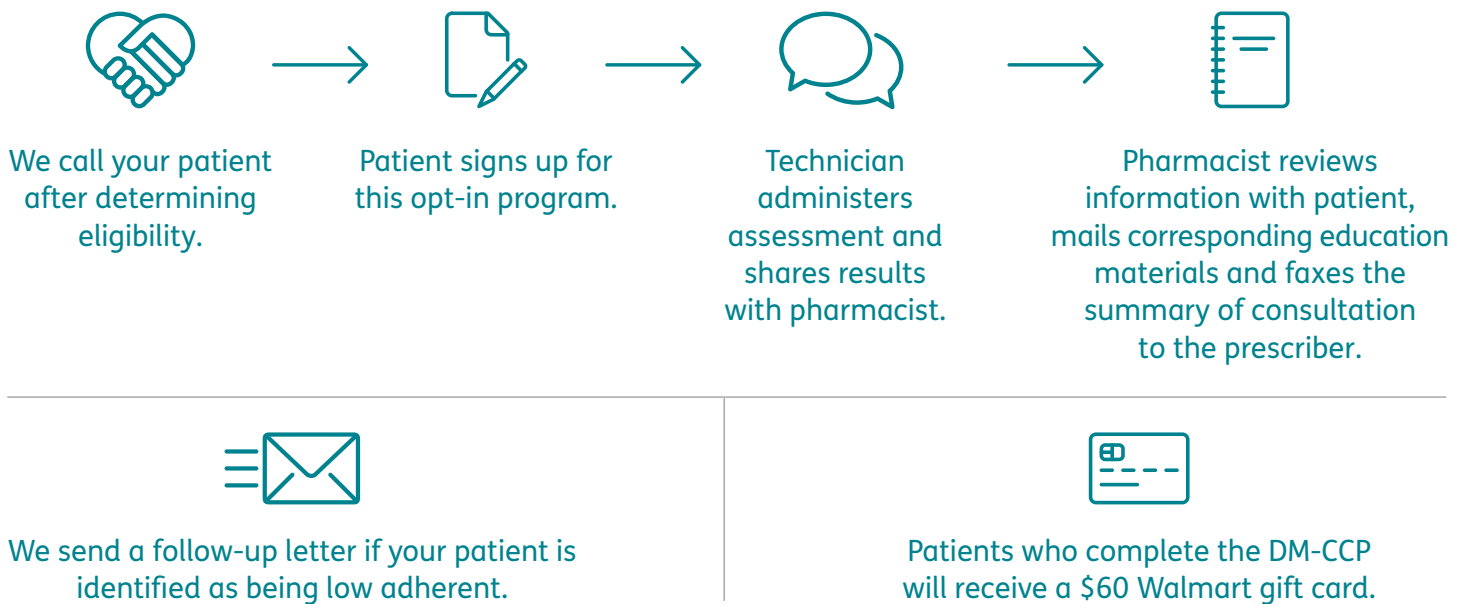 We call your patient
after determining
eligibility.
Patient signs up for
this opt-in program.
Technician
administers
assessment and
shares results
with pharmacist.
Pharmacist reviews
information with patient,
mails corresponding education
materials and faxes the
summary of consultation
to the prescriber.
We send a follow-up letter if your patient is
identified as being low adherent.
Patients who complete the DM-CCP
will receive a $60 Walmart gift card.